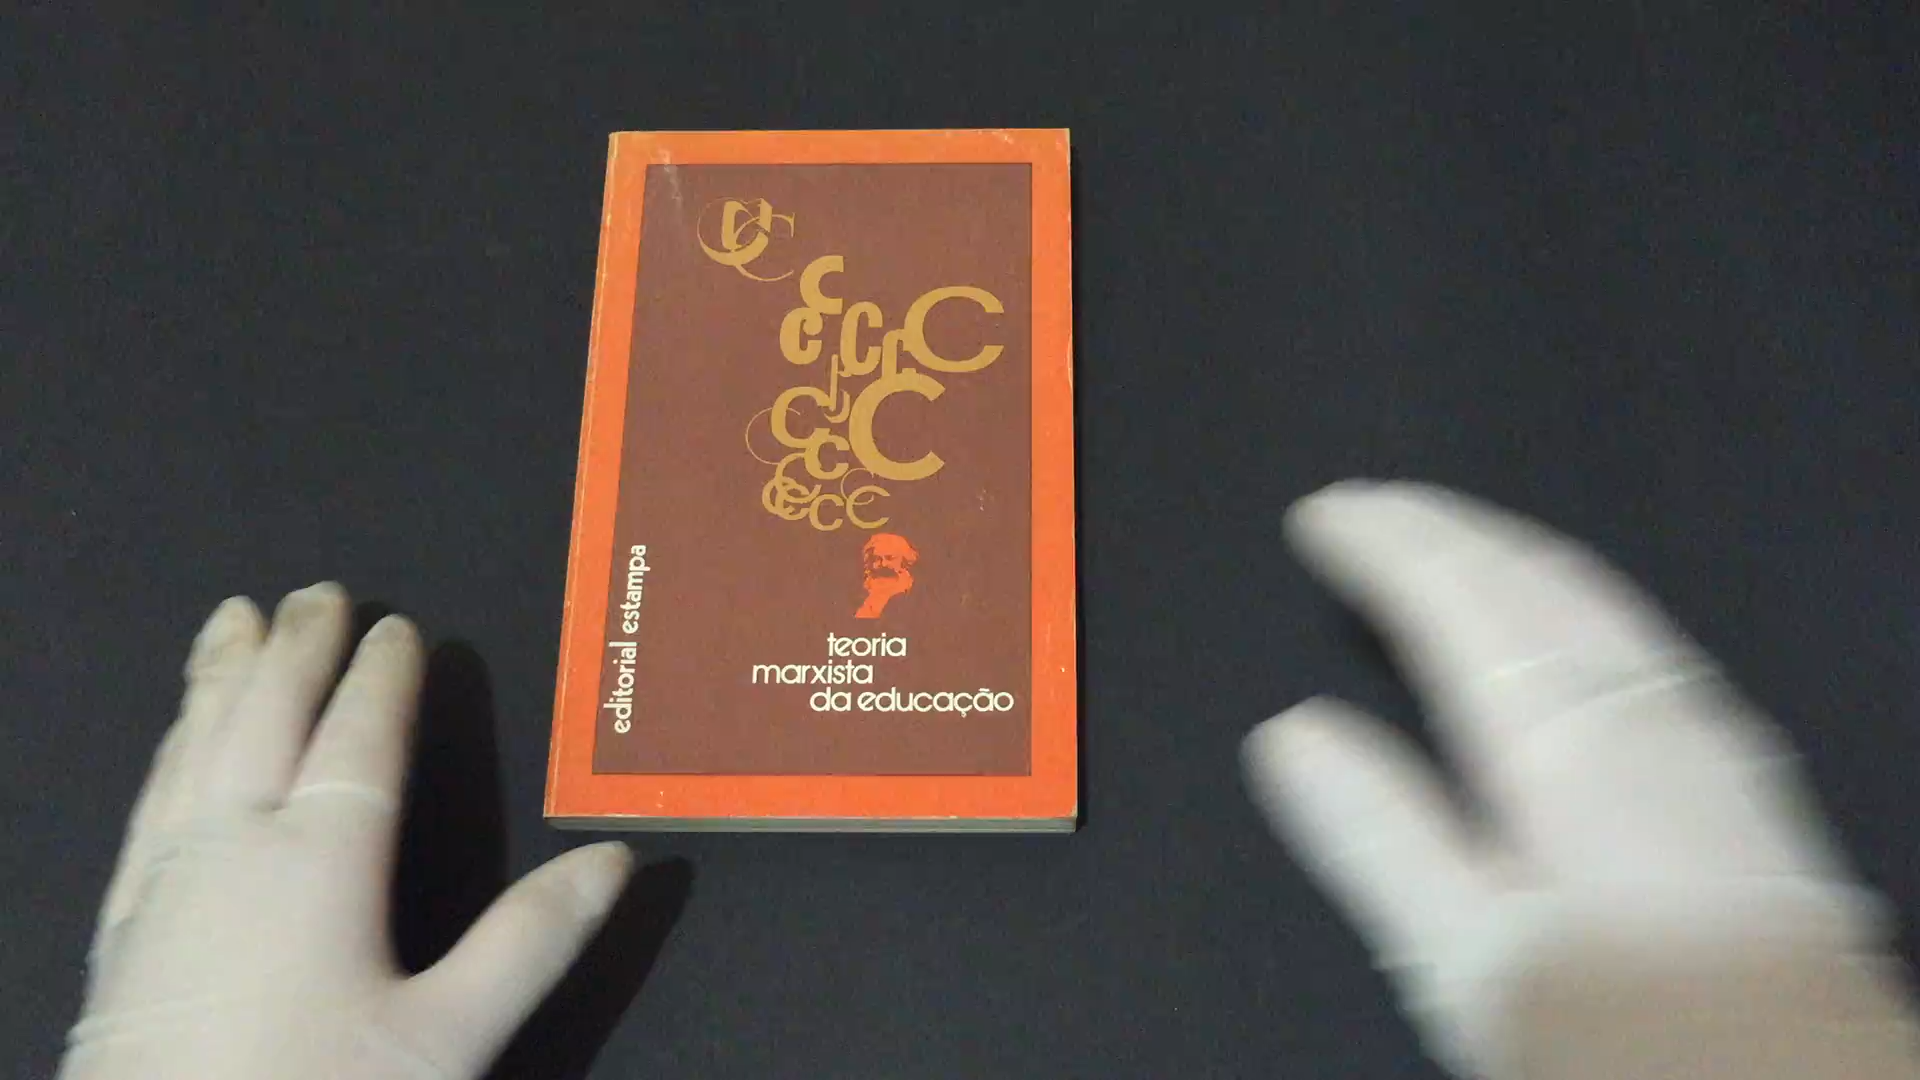 teoria
marxista
da educação
editorial estampa